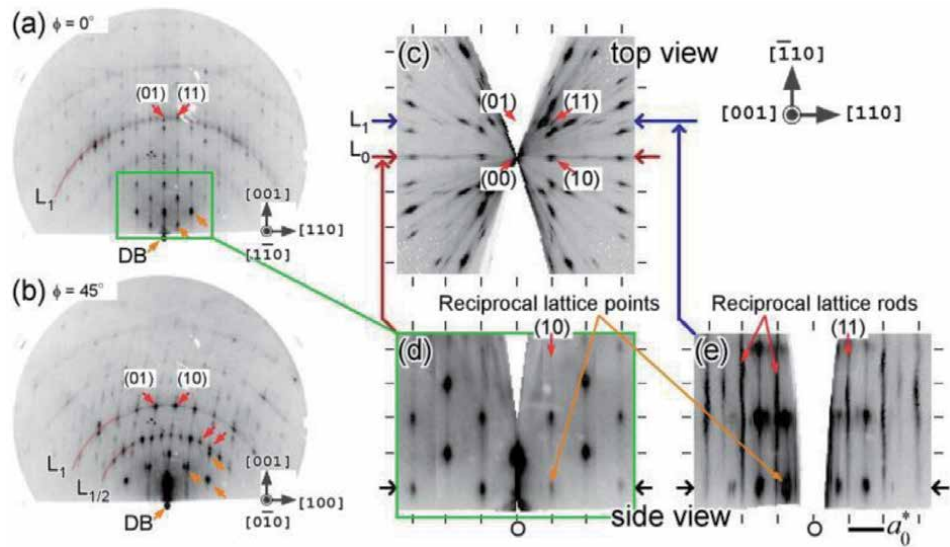 (a) ϕ = 0°
(01) (11)
L₁
[001]
[110]
[11̅0]
DB
(b) ϕ = 45°
(01) (10)
L₁
L₁/₂
[001]
[100]
[01̅0]
DB
(c) top view
(01) (11)
L₁
L₀
(00) (10)
[1̅10]
[001] [110]
Reciprocal lattice points
(10)
(d)
side view
O
Reciprocal lattice rods
(11)
(e)
O a₀*